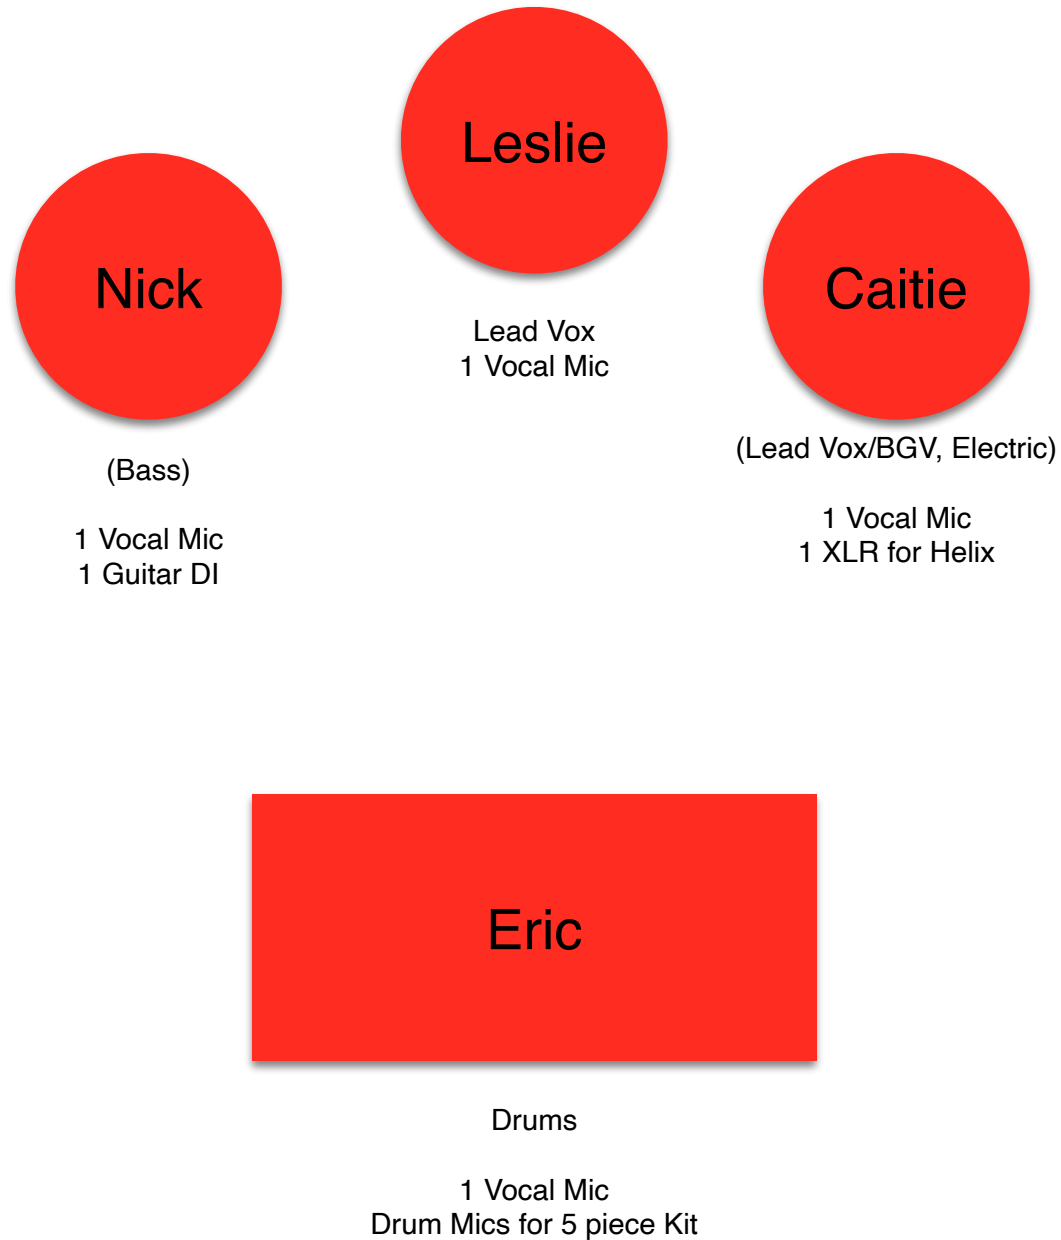 Leslie
Lead Vox
1 Vocal Mic
Nick
(Bass)
1 Vocal Mic
1 Guitar DI
Caitie
(Lead Vox/BGV, Electric)
1 Vocal Mic
1 XLR for Helix
Eric
Drums
1 Vocal Mic
Drum Mics for 5 piece Kit